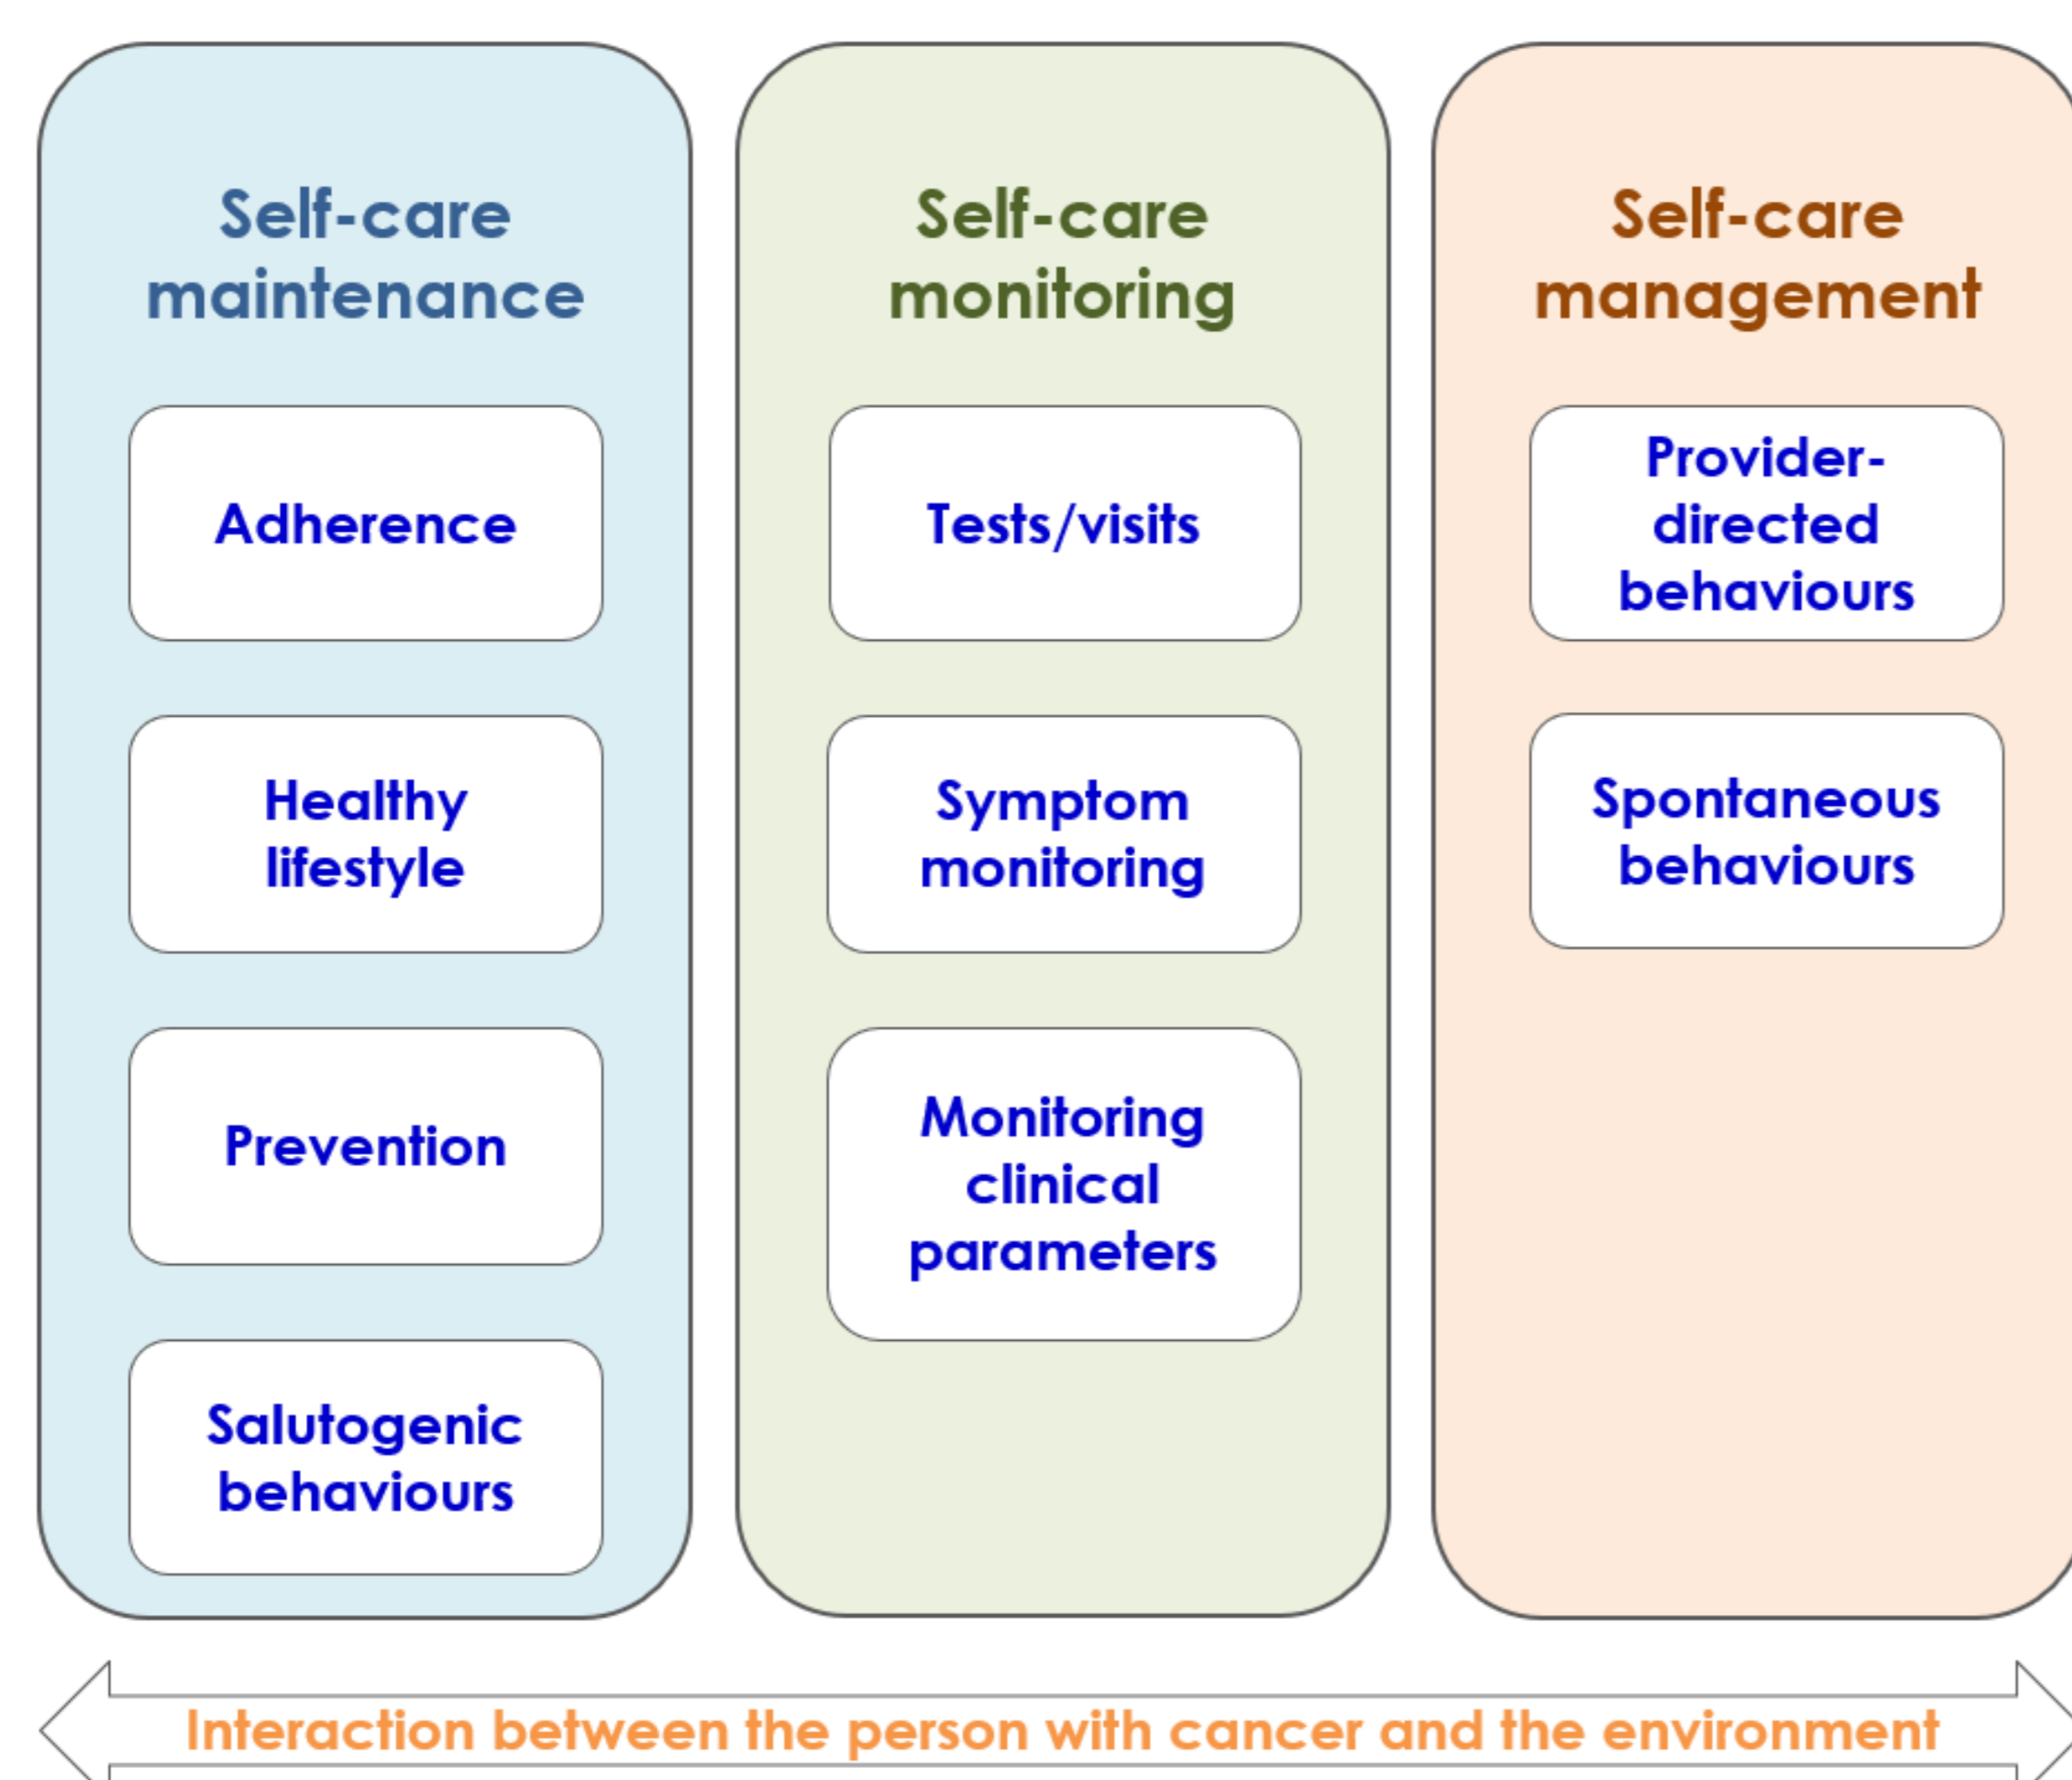 Self-care
maintenance
Adherence
Healthy
lifestyle
Prevention
Salutogenic
behaviours
Self-care
monitoring
Tests/visits
Symptom
monitoring
Monitoring
clinical
parameters
Self-care
management
Provider-
directed
behaviours
Spontaneous
behaviours
Interaction between the person with cancer and the environment